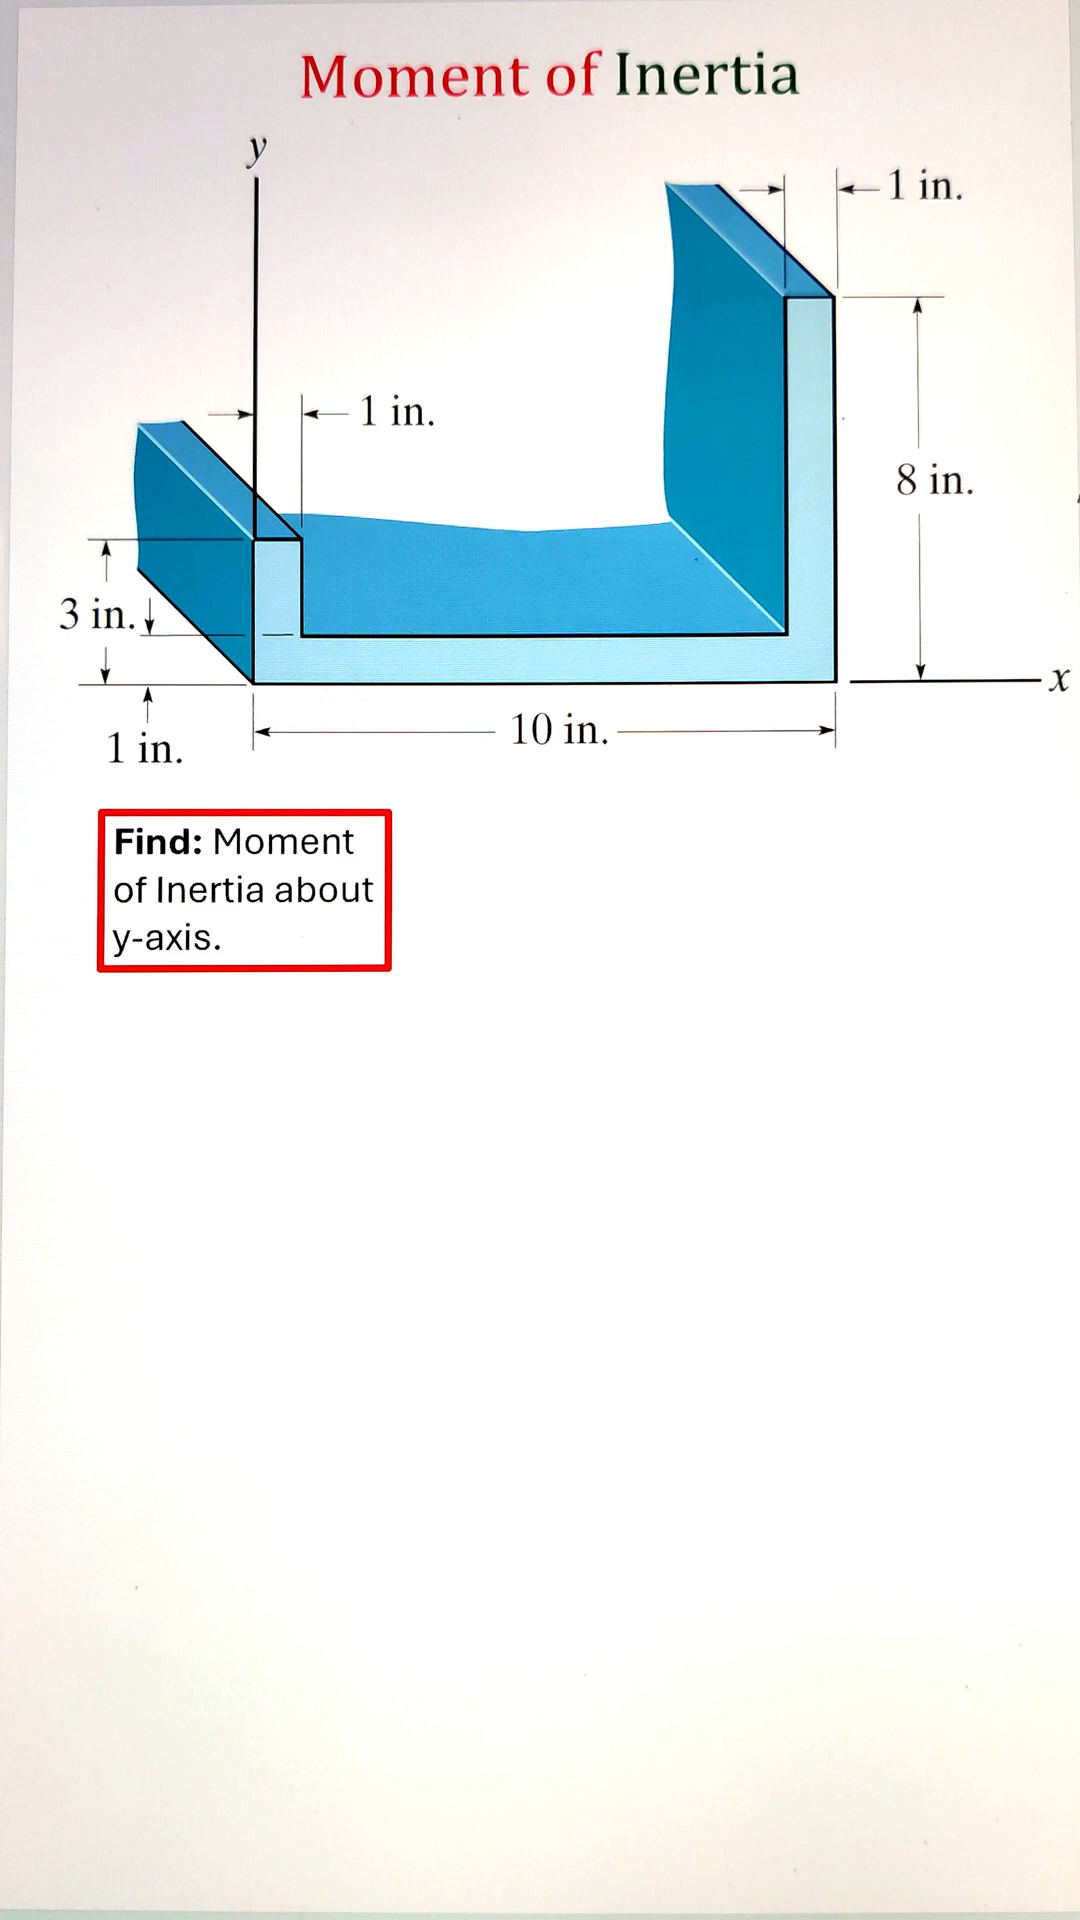 Moment of Inertia
y
1 in.
1 in.
8 in.
3 in.
x
10 in.
1 in.
Find: Moment
of Inertia about
y-axis.